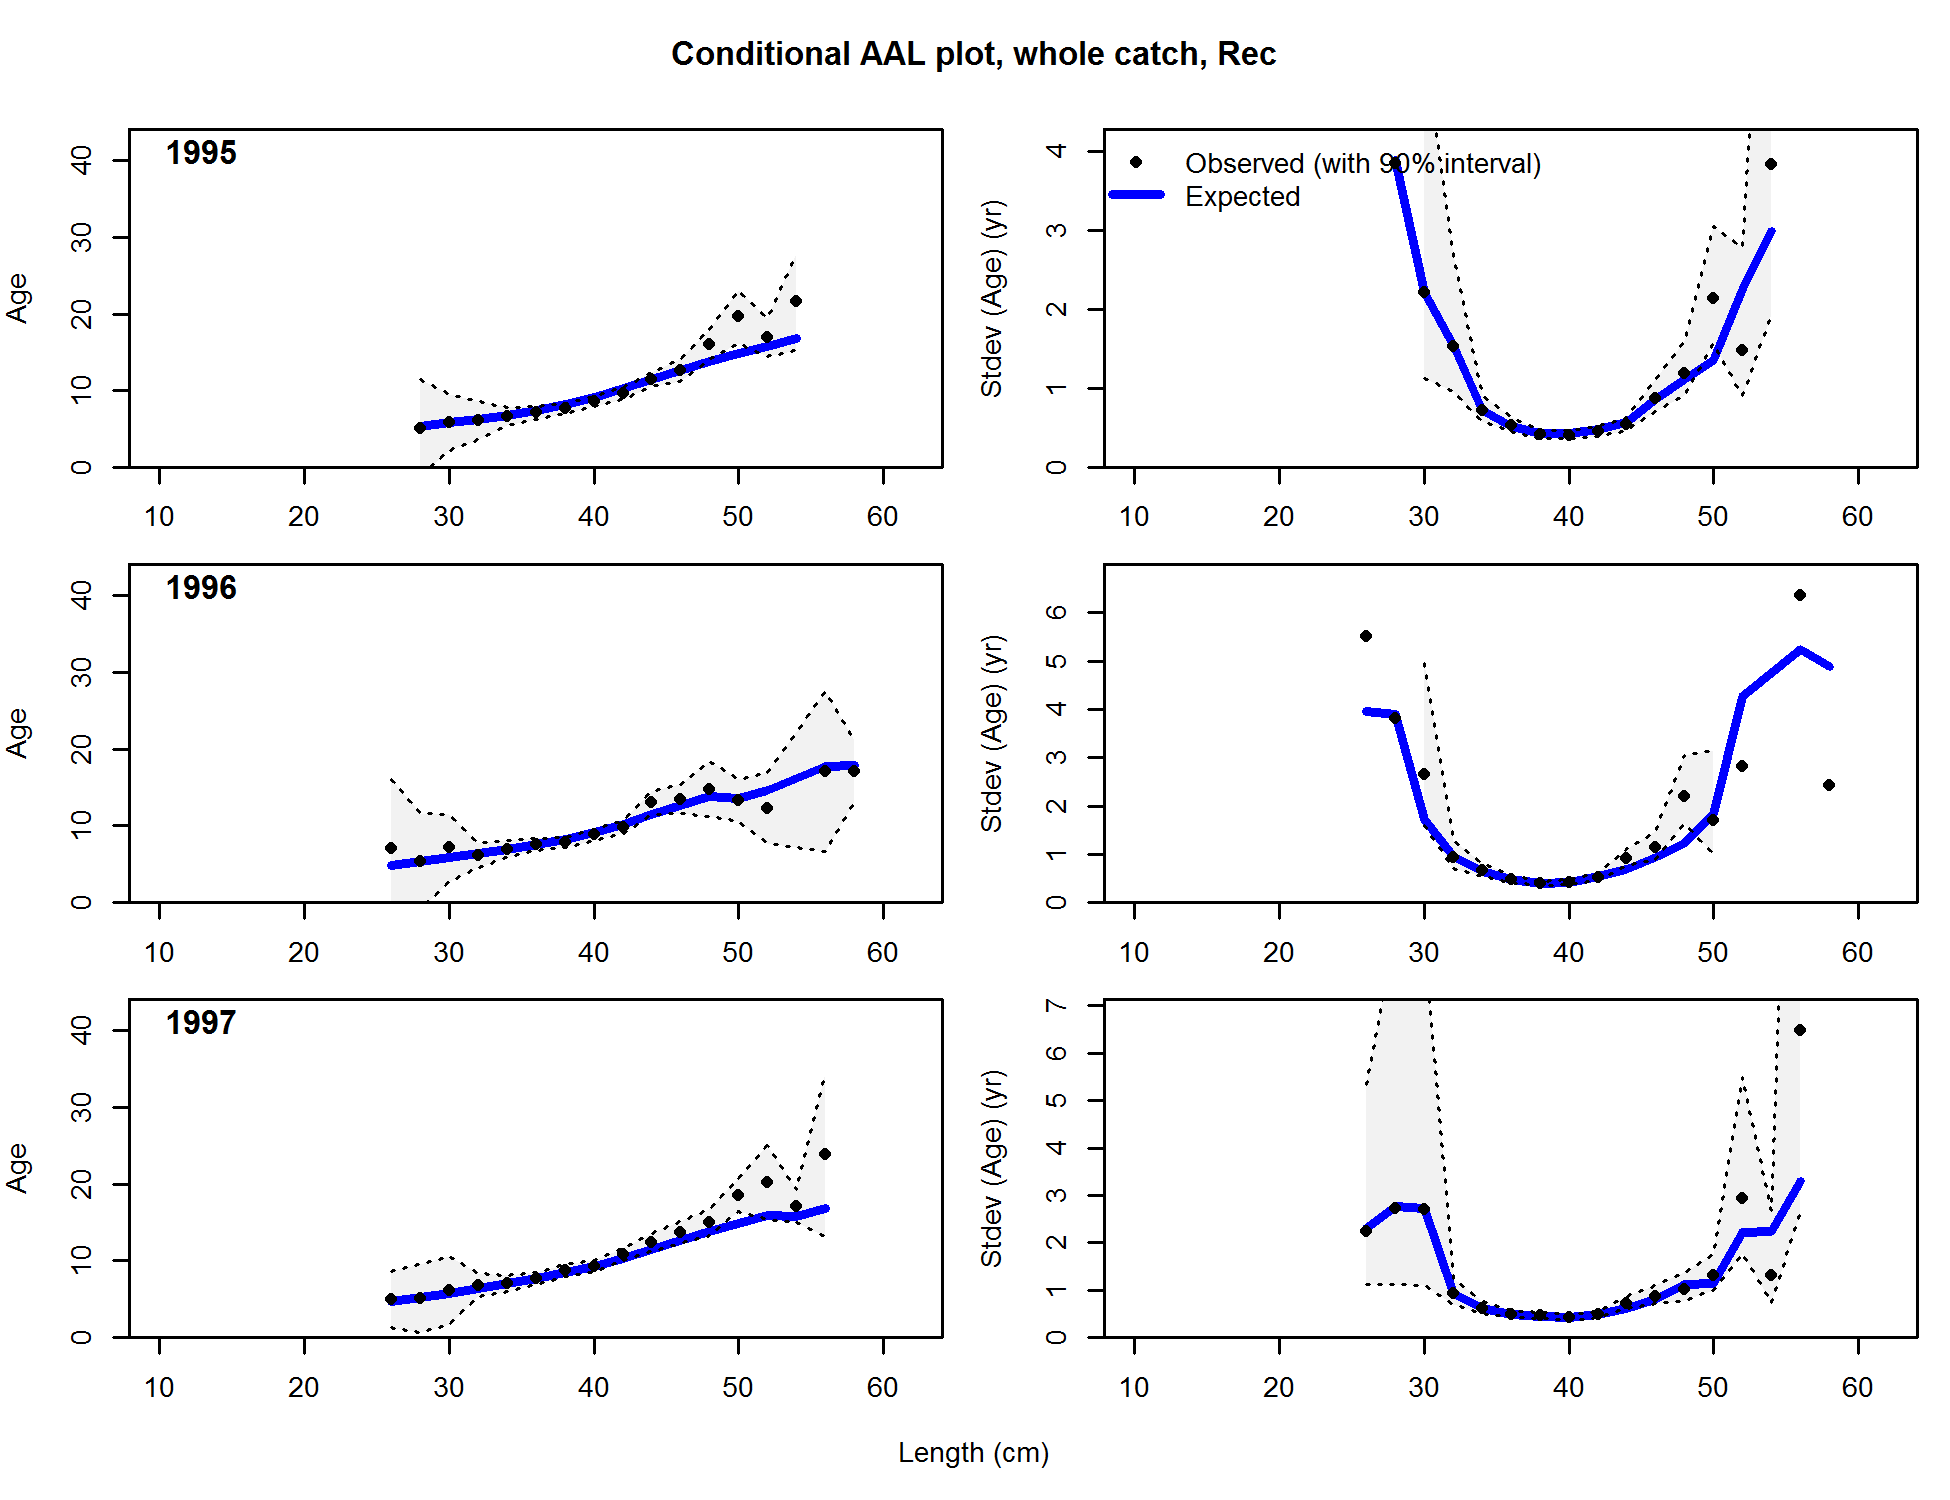 Conditional AAL plot, whole catch, Rec
1995
Age
0 10 20 30 40
10 20 30 40 50 60
Observed (with 90% interval)
Expected
Stdev (Age) (yr)
0 1 2 3 4
10 20 30 40 50 60
1996
Age
0 10 20 30 40
10 20 30 40 50 60
Stdev (Age) (yr)
0 1 2 3 4 5 6
10 20 30 40 50 60
1997
Age
0 10 20 30 40
10 20 30 40 50 60
Stdev (Age) (yr)
0 1 2 3 4 5 6 7
10 20 30 40 50 60
Length (cm)